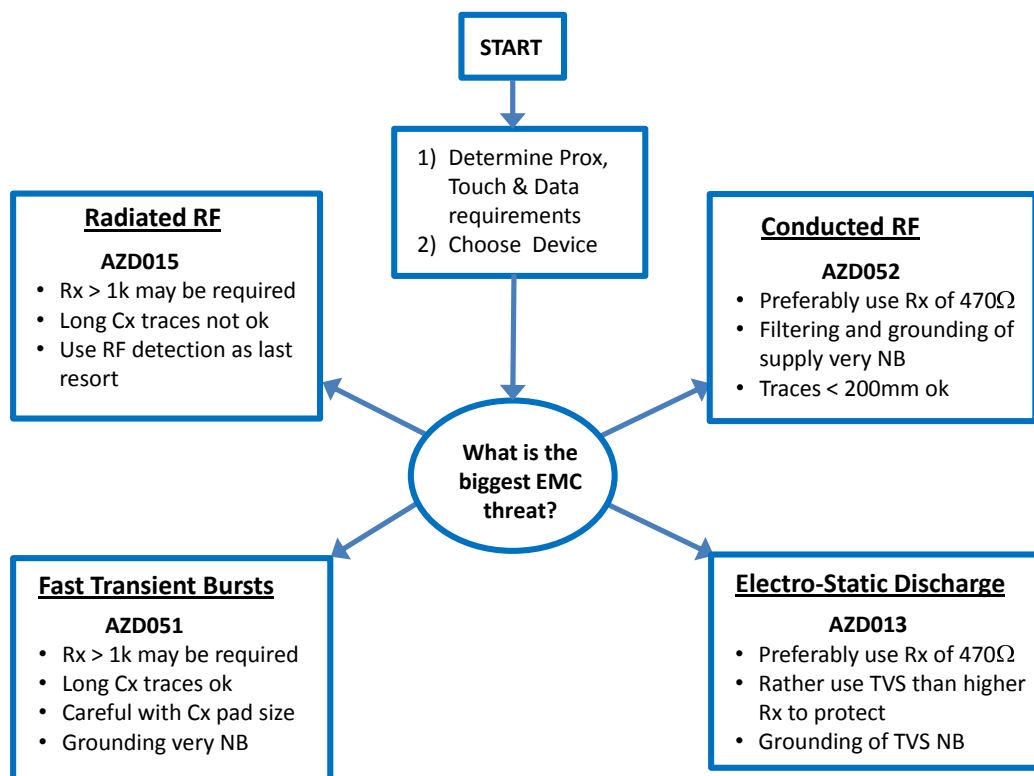 START
1) Determine Prox,
Touch & Data
requirements
2) Choose Device
Radiated RF
AZD015
• Rx > 1k may be required
• Long Cx traces not ok
• Use RF detection as last
resort
Conducted RF
AZD052
• Preferably use Rx of 470Ω
• Filtering and grounding of
supply very NB
• Traces < 200mm ok
What is the
biggest EMC
threat?
Fast Transient Bursts
AZD051
• Rx > 1k may be required
• Long Cx traces ok
• Careful with Cx pad size
• Grounding very NB
Electro-Static Discharge
AZD013
• Preferably use Rx of 470Ω
• Rather use TVS than higher
Rx to protect
• Grounding of TVS NB